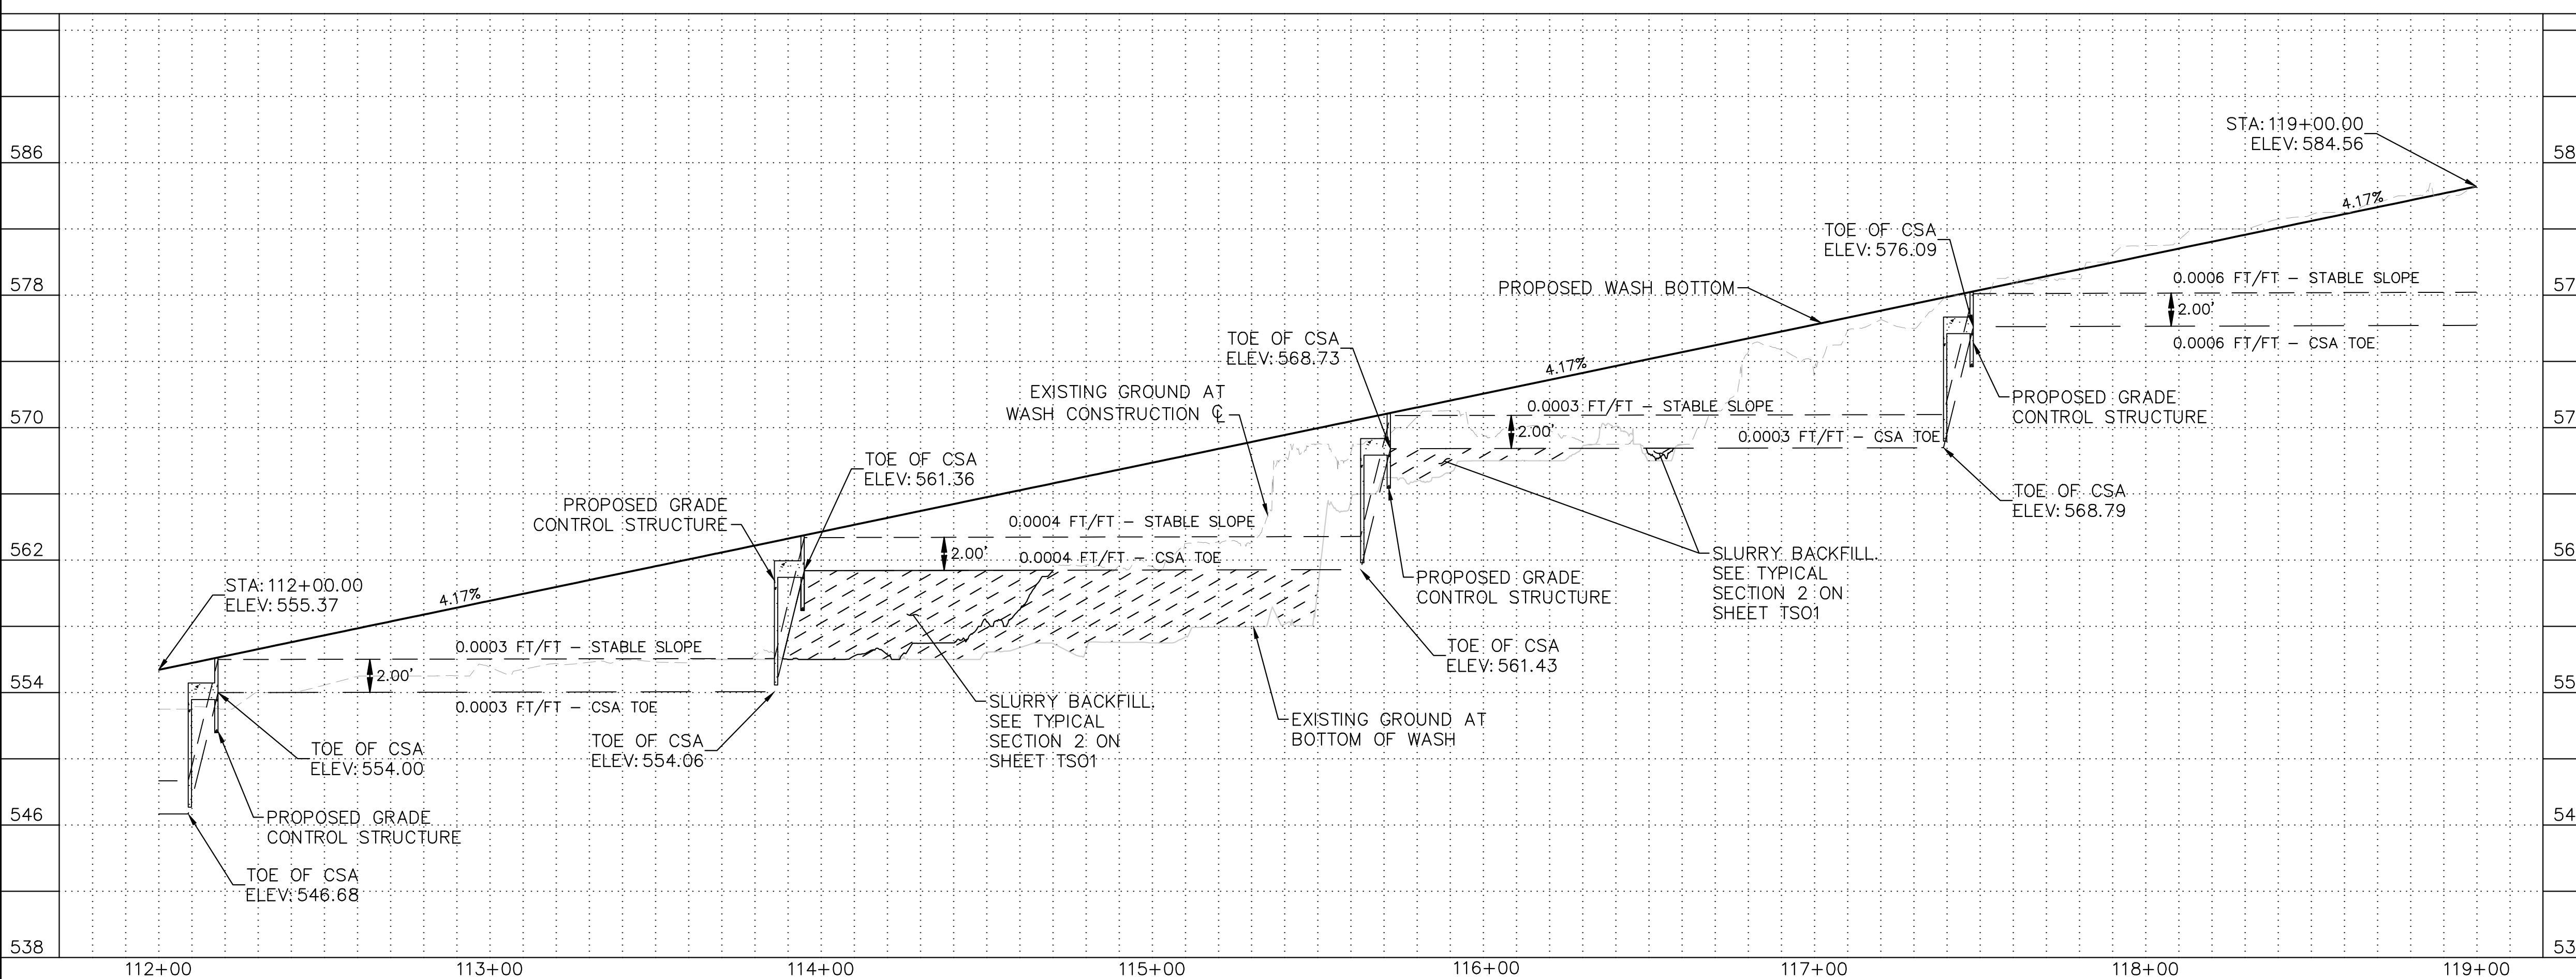 STA: 119+00.00
ELEV: 584.56
586
58
4.17%
TOE OF CSA
ELEV: 576.09
0.0006 FT/FT – STABLE SLOPE
578
57
PROPOSED WASH BOTTOM
2.00'
0.0006 FT/FT – CSA TOE
TOE OF CSA
ELEV: 568.73
4.17%
EXISTING GROUND AT
WASH CONSTRUCTION ℄
PROPOSED GRADE
CONTROL STRUCTURE
0.0003 FT/FT – STABLE SLOPE
570
57
2.00'
0.0003 FT/FT – CSA TOE
TOE OF CSA
ELEV: 561.36
TOE OF CSA
ELEV: 568.79
PROPOSED GRADE
CONTROL STRUCTURE
0.0004 FT/FT – STABLE SLOPE
562
56
2.00'
0.0004 FT/FT – CSA TOE
SLURRY BACKFILL.
SEE TYPICAL
SECTION 2 ON
SHEET TS01
PROPOSED GRADE
CONTROL STRUCTURE
STA: 112+00.00
ELEV: 555.37
4.17%
0.0003 FT/FT – STABLE SLOPE
TOE OF CSA
ELEV: 561.43
554
55
2.00'
0.0003 FT/FT – CSA TOE
SLURRY BACKFILL.
SEE TYPICAL
SECTION 2 ON
SHEET TS01
EXISTING GROUND AT
BOTTOM OF WASH
TOE OF CSA
ELEV: 554.00
TOE OF CSA
ELEV: 554.06
546
54
PROPOSED GRADE
CONTROL STRUCTURE
TOE OF CSA
ELEV: 546.68
538
53
112+00
113+00
114+00
115+00
116+00
117+00
118+00
119+00